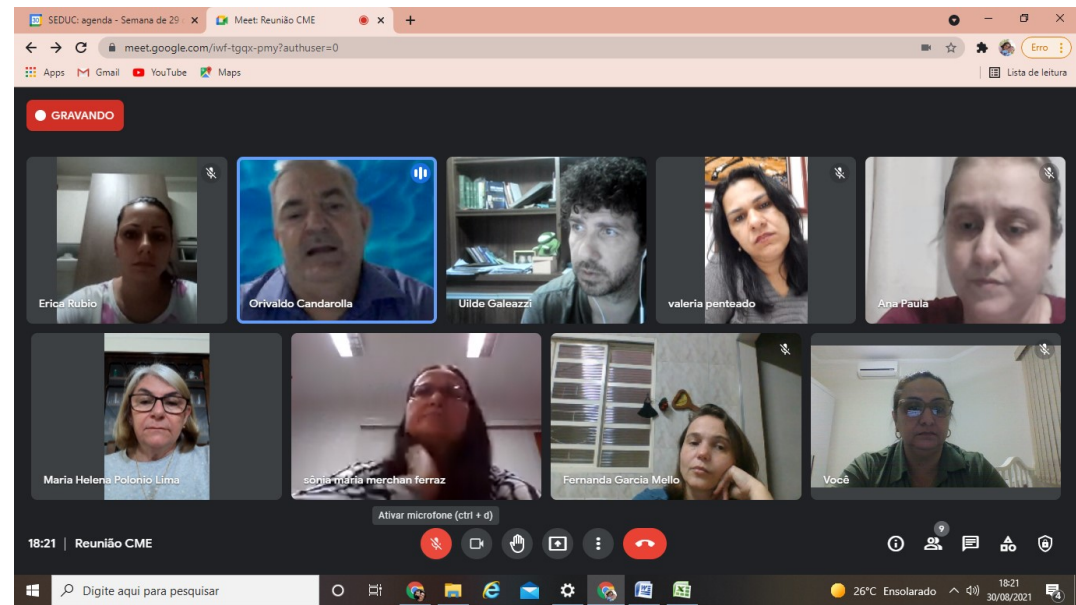 SEDUC: agenda - Semana de 29
Meet: Reunião CME
meet.google.com/iwf-tgqx-pmy?authuser=0
Erro
Apps
Gmail
YouTube
Maps
Lista de leitura
GRAVANDO
Erica Rubio
Orivaldo Candarolla
Uilde Galeazzi
valeria penteado
Ana Paula
Maria Helena Polonio Lima
sônia maria merchan ferraz
Fernanda Garcia Mello
Você
Ativar microfone (ctrl + d)
18:21 | Reunião CME
9
Digite aqui para pesquisar
26°C Ensolarado
18:21
30/08/2021
4